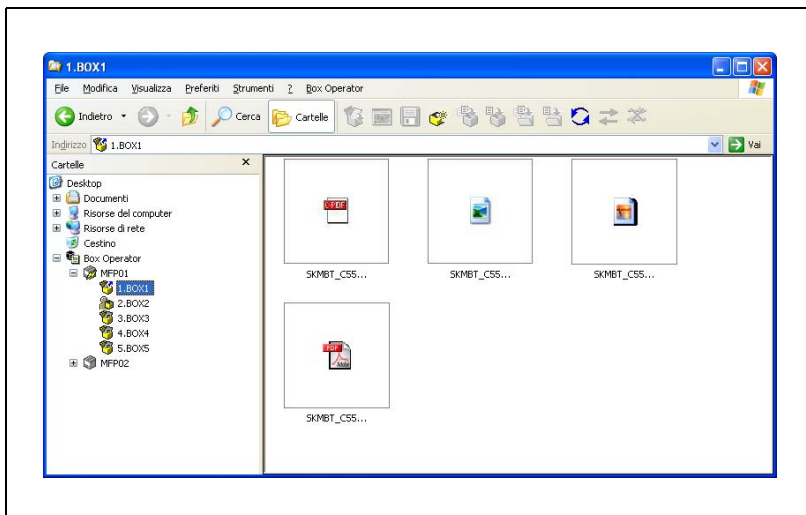 1.BOX1
File Modifica Visualizza Preferiti Strumenti ? Box Operator
Indietro Cerca Cartelle
Indirizzo 1.BOX1 Vai
Cartelle
Desktop
Documenti
Risorse del computer
Risorse di rete
Cestino
Box Operator
MFP01
1.BOX1
2.BOX2
3.BOX3
4.BOX4
5.BOX5
MFP02
SKMBT_C55... SKMBT_C55... SKMBT_C55...
PDF
Adobe
SKMBT_C55...